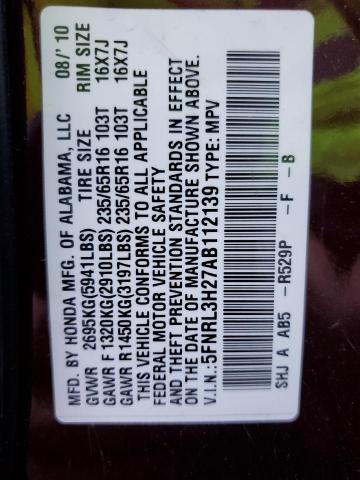 MFD. BY HONDA MFG. OF ALABAMA, LLC 08/'10
GVWR 2695KG(5941LBS) TIRE SIZE RIM SIZE
GAWR F 1320KG(2910LBS) 235/65R16 103T 16X7J
GAWR R 1450KG(3197LBS) 235/65R16 103T 16X7J
THIS VEHICLE CONFORMS TO ALL APPLICABLE
FEDERAL MOTOR VEHICLE SAFETY
AND THEFT PREVENTION STANDARDS IN EFFECT
ON THE DATE OF MANUFACTURE SHOWN ABOVE.
V.I.N.:5FNRL3H27AB112139 TYPE: MPV
SHJ A AB5 -R529P -F -B